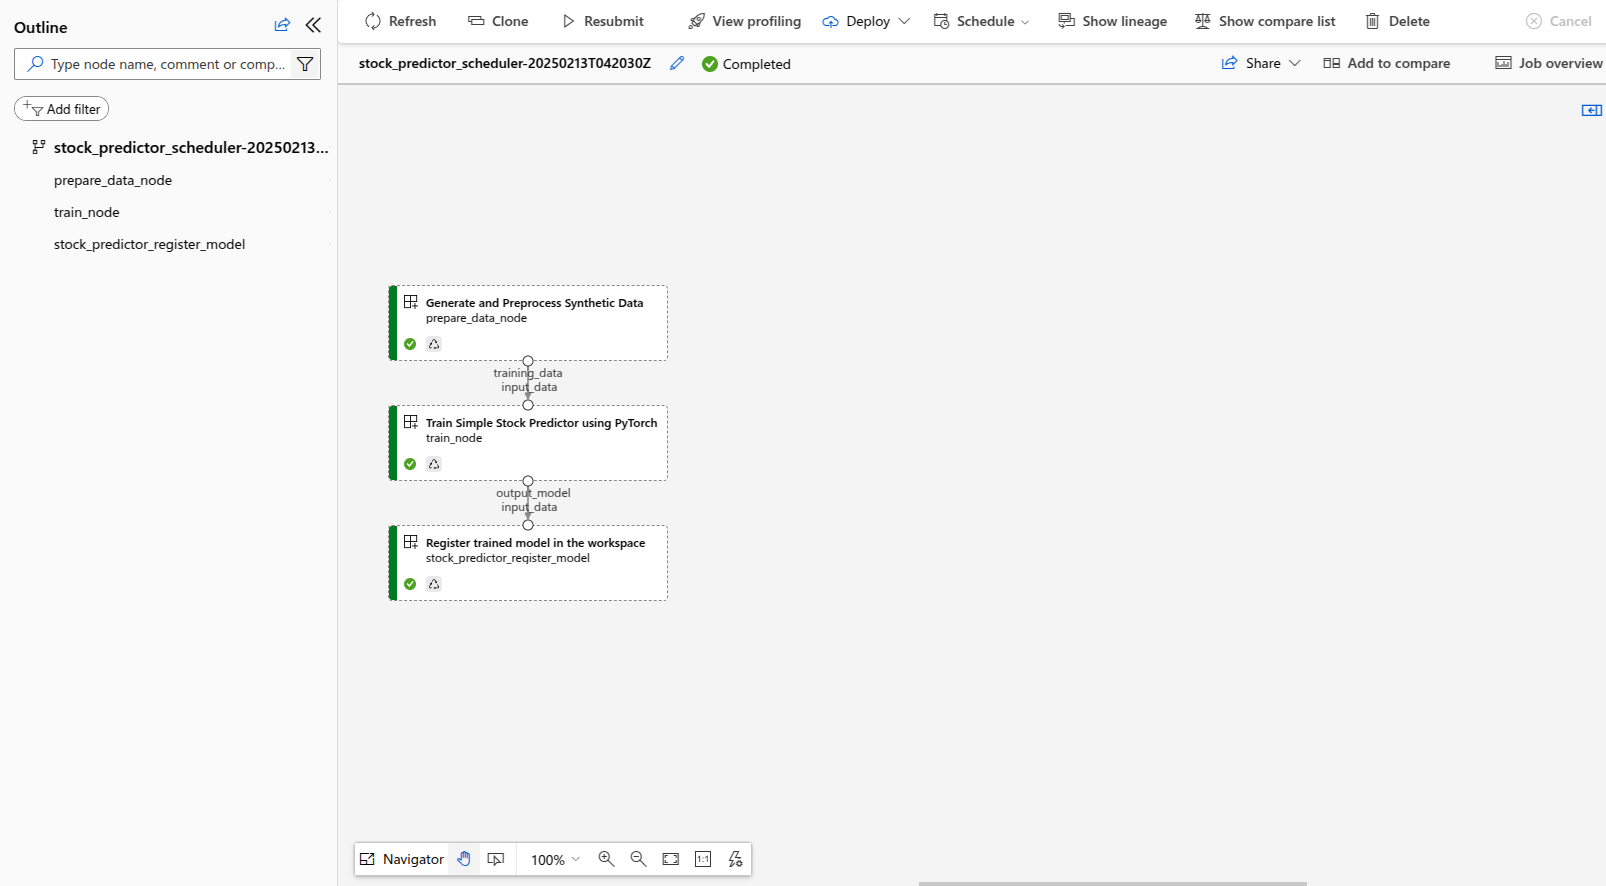 Outline
Type node name, comment or comp...
Add filter
stock_predictor_scheduler-20250213...
prepare_data_node
train_node
stock_predictor_register_model
Refresh
Clone
Resubmit
View profiling
Deploy
Schedule
Show lineage
Show compare list
Delete
Cancel
stock_predictor_scheduler-20250213T042030Z
Completed
Share
Add to compare
Job overview
Generate and Preprocess Synthetic Data
prepare_data_node
training_data
input_data
Train Simple Stock Predictor using PyTorch
train_node
output_model
input_data
Register trained model in the workspace
stock_predictor_register_model
Navigator
100%
1:1